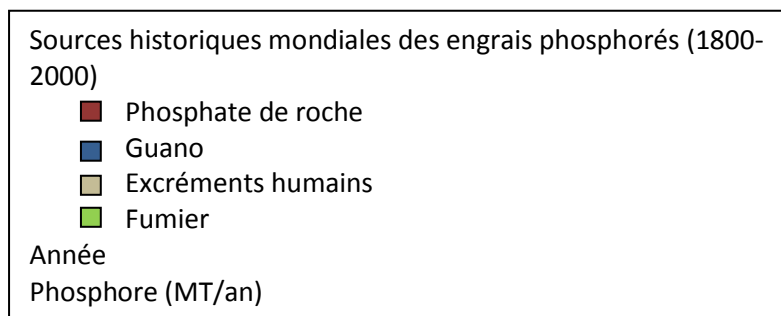 Sources historiques mondiales des engrais phosphorés (1800-
2000)
Phosphate de roche
Guano
Excréments humains
Fumier
Année
Phosphore (MT/an)